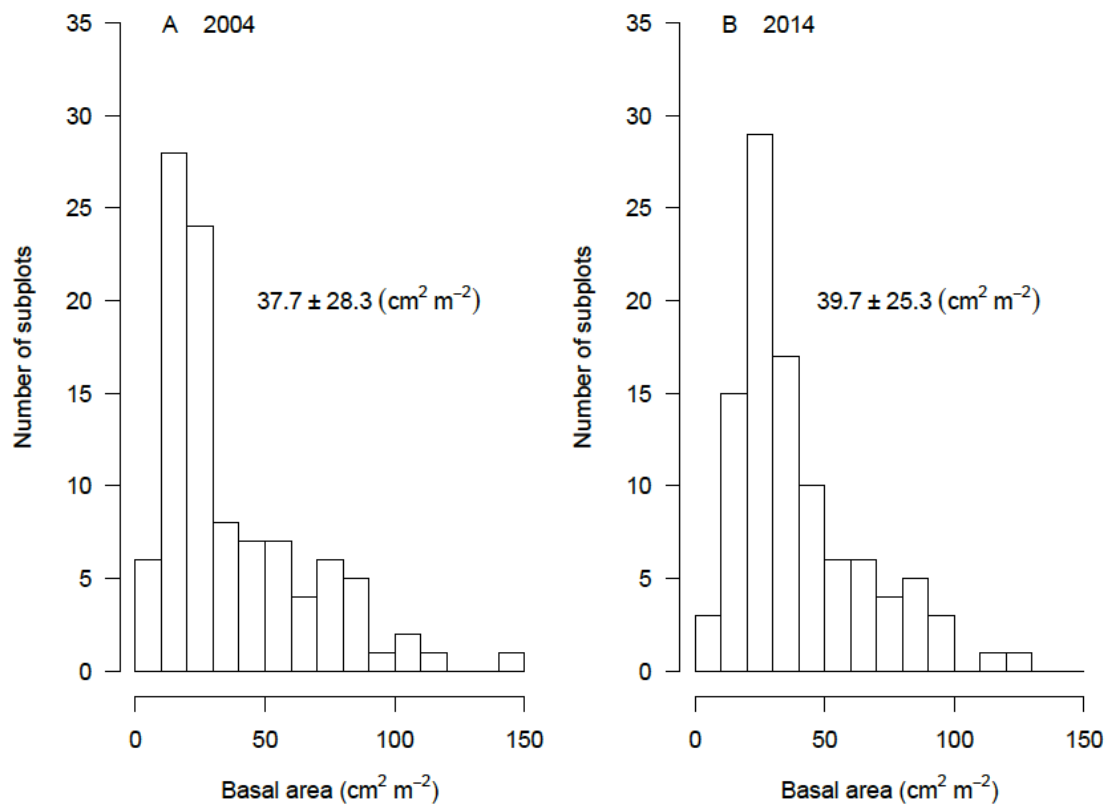 A 2004
35
30
25
20
15
10
5
0
Number of subplots
37.7 ± 28.3 (cm² m⁻²)
0 50 100 150
Basal area (cm² m⁻²)
B 2014
35
30
25
20
15
10
5
0
Number of subplots
39.7 ± 25.3 (cm² m⁻²)
0 50 100 150
Basal area (cm² m⁻²)